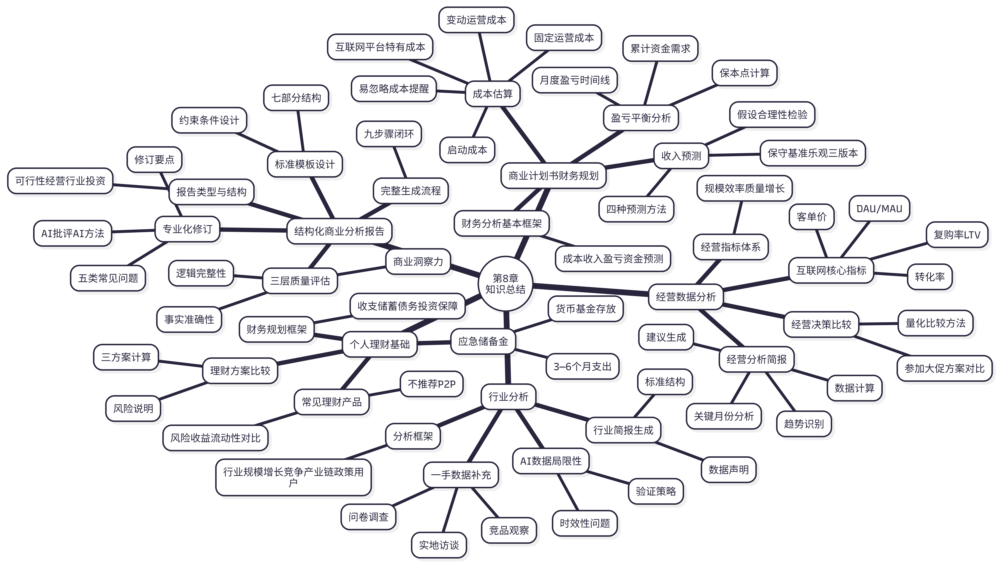 变动运营成本
固定运营成本
互联网平台特有成本
累计资金需求
保本点计算
月度盈亏时间线
易忽略成本提醒
成本估算
七部分结构
约束条件设计
盈亏平衡分析
假设合理性检验
九步骤闭环
启动成本
收入预测
保守基准乐观三版本
修订要点
标准模板设计
商业计划书财务规划
可行性经营行业投资
报告类型与结构
完整生成流程
规模效率质量增长
四种预测方法
DAU/MAU
客单价
财务分析基本框架
AI批评AI方法
专业化修订
结构化商业分析报告
复购率LTV
经营指标体系
成本收入盈亏资金预测
商业洞察力
互联网核心指标
五类常见问题
逻辑完整性
三层质量评估
第8章
知识总结
转化率
经营数据分析
收支储蓄债务投资保障
货币基金存放
事实准确性
财务规划框架
经营决策比较
量化比较方法
建议生成
个人理财基础
应急储备金
三方案计算
理财方案比较
3–6个月支出
经营分析简报
参加大促方案对比
不推荐P2P
标准结构
数据计算
风险说明
常见理财产品
行业分析
关键月份分析
趋势识别
风险收益流动性对比
分析框架
行业简报生成
行业规模增长竞争产业链政策用
户
一手数据补充
AI数据局限性
数据声明
验证策略
问卷调查
竞品观察
时效性问题
实地访谈